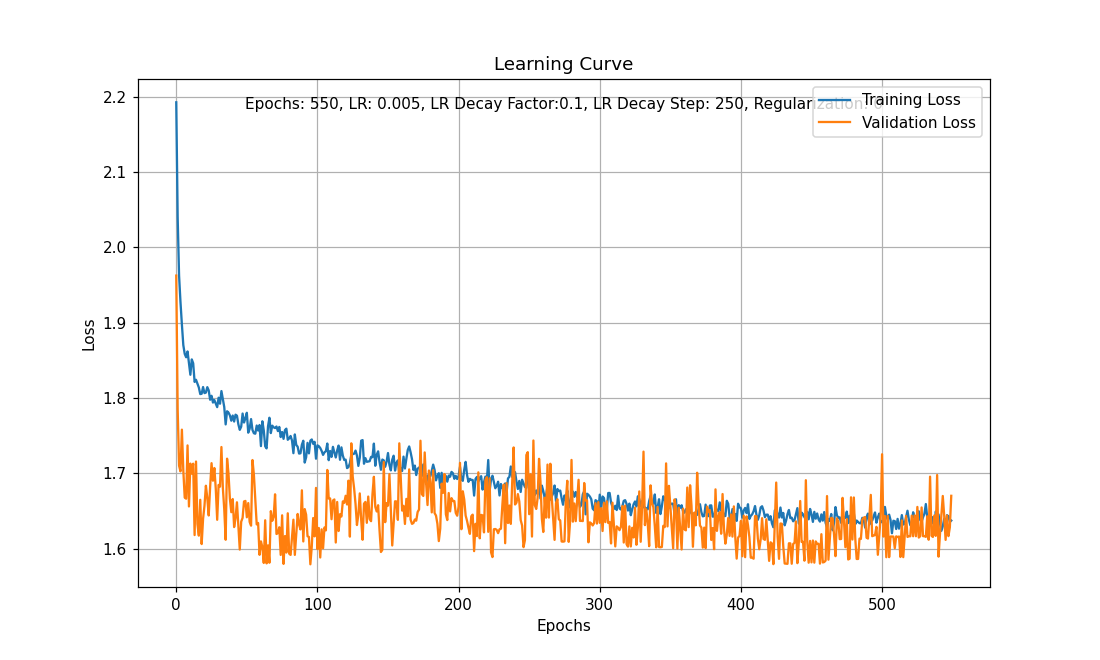 Learning Curve
Epochs: 550, LR: 0.005, LR Decay Factor:0.1, LR Decay Step: 250, Regularization: 0
Training Loss
Validation Loss
2.2
2.1
2.0
1.9
1.8
1.7
1.6
Loss
0 100 200 300 400 500
Epochs